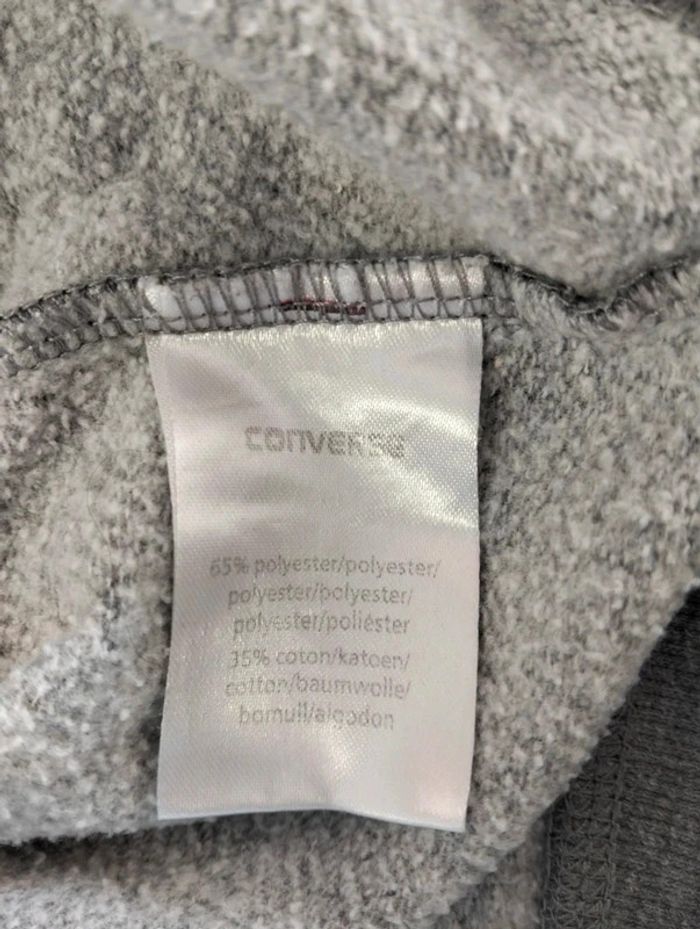 CONVERSE
65% polyester/polyester/
polyester/polyester/
polyester/poliéster
35% coton/katoen/
cotton/baumwolle/
bomull/algodon